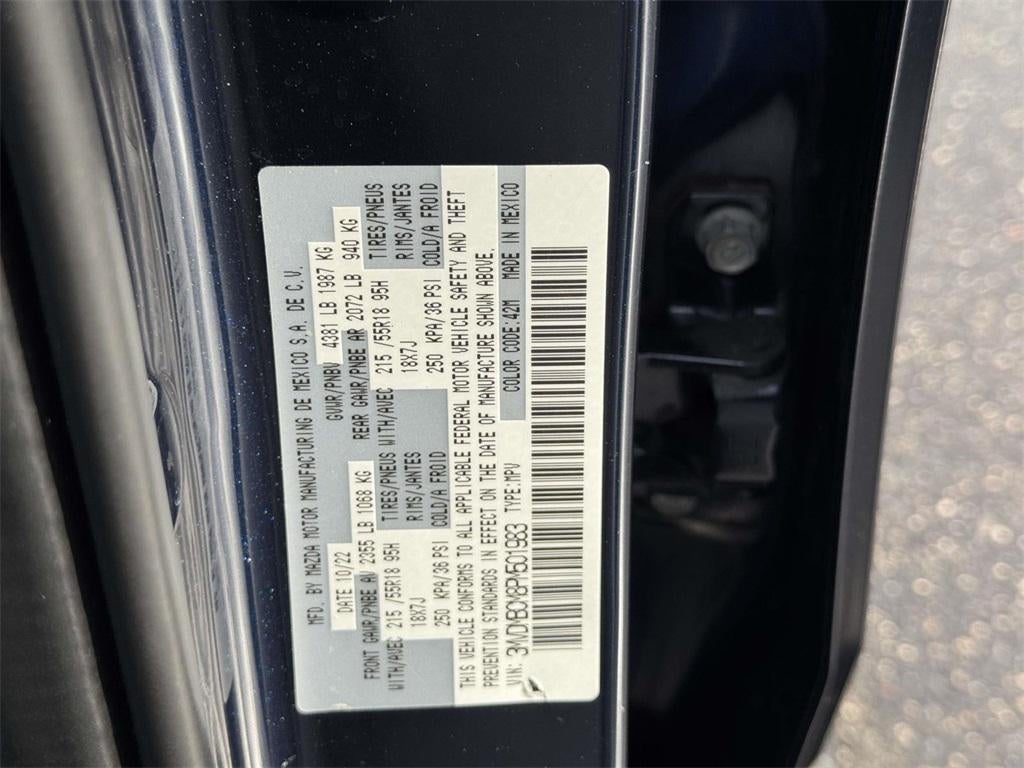 MFD. BY MAZDA MOTOR MANUFACTURING DE MEXICO S.A. DE C.V.
DATE 10/22 GVWR/PNBV 4381 LB 1987 KG
FRONT GAWR/PNBE AV 2355 LB 1068 KG REAR GAWR/PNBE AR 2072 LB 940 KG
WITH/AVEC 215 /55R18 95H TIRES/PNEUS WITH/AVEC 215 /55R18 95H TIRES/PNEUS
18X7J RIMS/JANTES 18X7J RIMS/JANTES
250 KPA/36 PSI COLD/A FROID 250 KPA/36 PSI COLD/A FROID
THIS VEHICLE CONFORMS TO ALL APPLICABLE FEDERAL MOTOR VEHICLE SAFETY AND THEFT
PREVENTION STANDARDS IN EFFECT ON THE DATE OF MANUFACTURE SHOWN ABOVE.
VIN: 3MVDMBCM8PM501983 TYPE:MPV COLOR CODE:42M MADE IN MEXICO